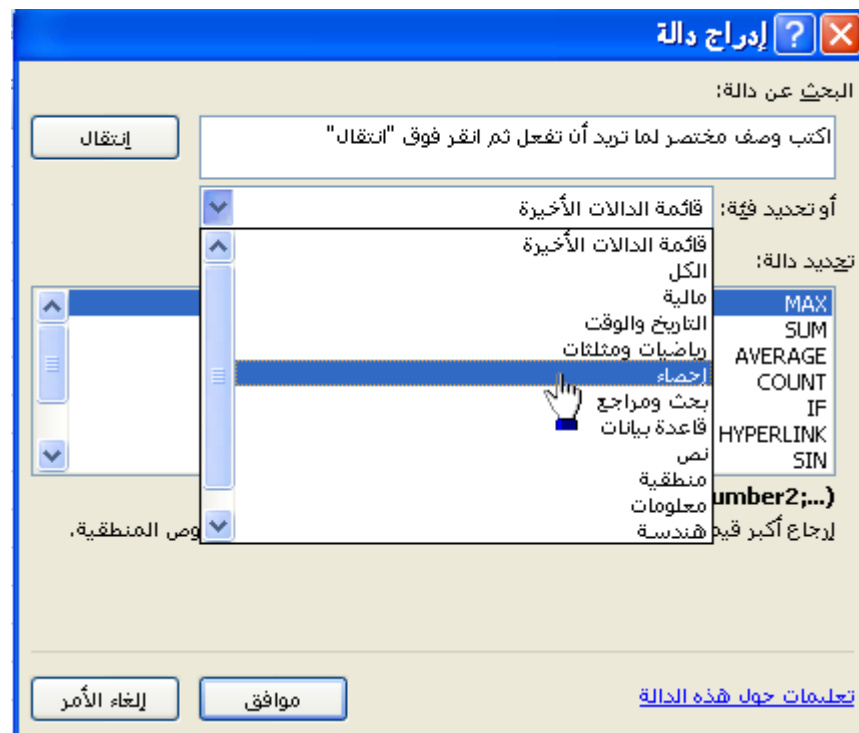 إدراج دالة
البحث عن دالة:
اكتب وصف مختصر لما تريد أن تفعل ثم انقر فوق "انتقال"
إنتقال
أو تحديد فئة:
قائمة الدالات الأخيرة
قائمة الدالات الأخيرة
الكل
مالية
التاريخ والوقت
رياضيات ومثلثات
إحصاء
بحث ومراجع
قاعدة بيانات
نص
منطقية
معلومات
هندسة
تحديد دالة:
MAX
SUM
AVERAGE
COUNT
IF
HYPERLINK
SIN
umber2;...)
إرجاع أكبر المنطقية.
تعليمات حول هذه الدالة
موافق
إلغاء الأمر